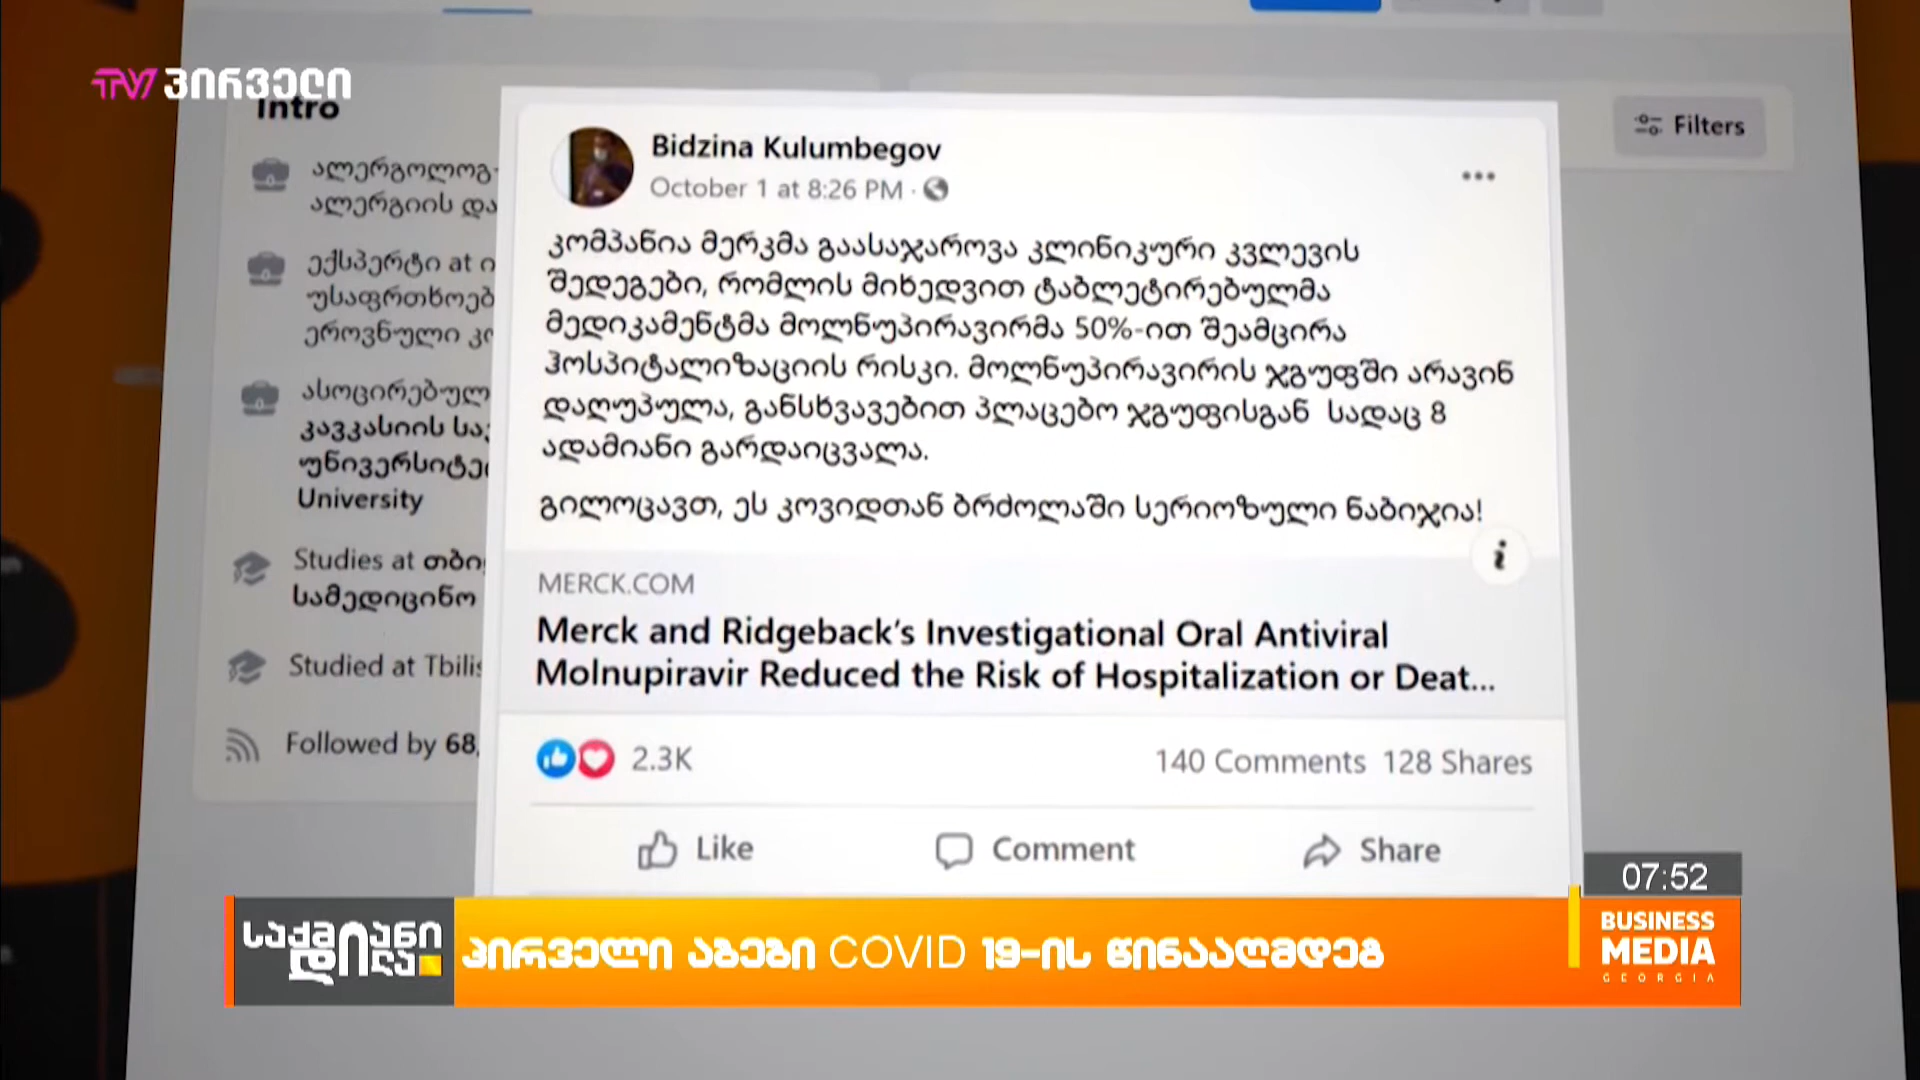 TV პირველი
Intro
ალერგოლოგ-
ალერგიის და
ექსპერტი at ი
უსაფრთხოებ
ეროვნული კო
ასოცირებულ
კავკასიის სა
უნივერსიტე
University
Studies at თბი
სამედიცინო
Studied at Tbilis
Followed by 68,
Filters
Bidzina Kulumbegov
October 1 at 8:26 PM ·
კომპანია მერკმა გაასაჯაროვა კლინიკური კვლევის
შედეგები, რომლის მიხედვით ტაბლეტირებულმა
მედიკამენტმა მოლნუპირავირმა 50%-ით შეამცირა
ჰოსპიტალიზაციის რისკი. მოლნუპირავირის ჯგუფში არავინ
დაღუპულა, განსხვავებით პლაცებო ჯგუფისგან სადაც 8
ადამიანი გარდაიცვალა.
გილოცავთ, ეს კოვიდთან ბრძოლაში სერიოზული ნაბიჯია!
MERCK.COM
Merck and Ridgeback's Investigational Oral Antiviral
Molnupiravir Reduced the Risk of Hospitalization or Deat...
2.3K
140 Comments 128 Shares
Like
Comment
Share
07:52
საქმიანი
დილა
პირველი აბები COVID 19-ის წინააღმდეგ
BUSINESS
MEDIA
GEORGIA